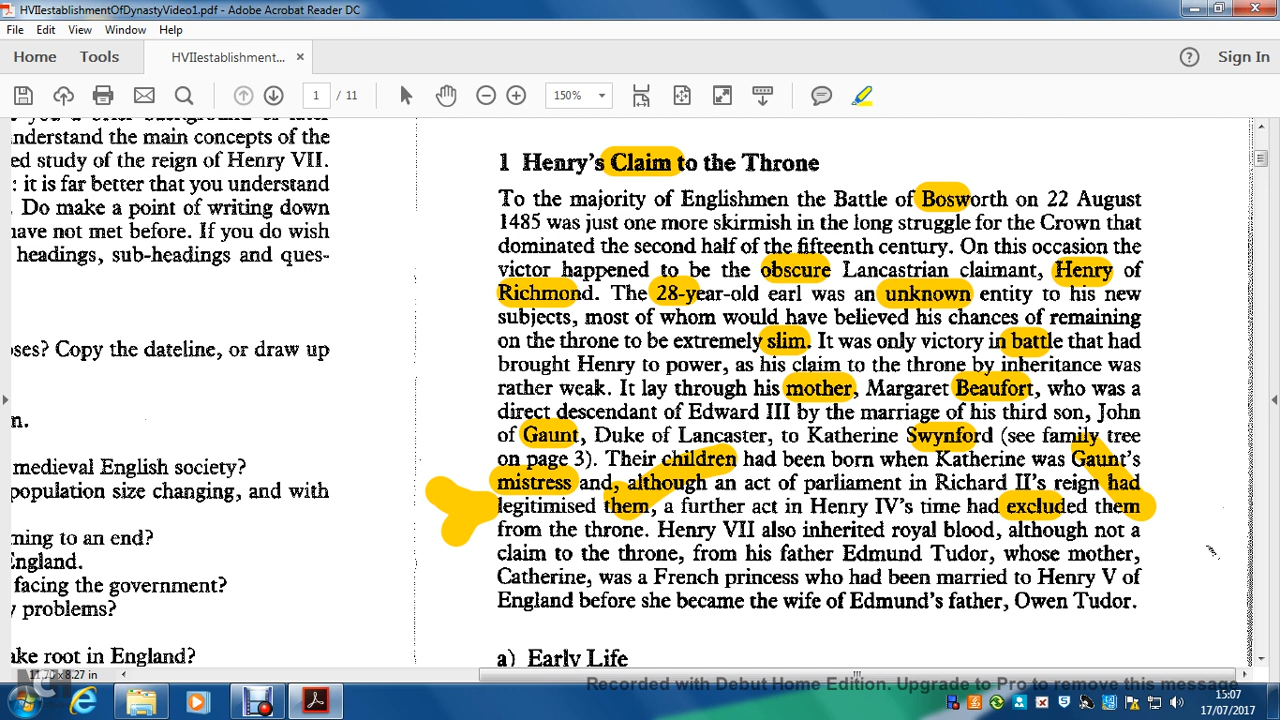 HVIIestablishmentOfDynastyVideo1.pdf - Adobe Acrobat Reader DC
File Edit View Window Help
Home Tools HVIIestablishment... × Sign In
1 / 11 150%
understand the main concepts of the
ed study of the reign of Henry VII.
: it is far better that you understand
. Do make a point of writing down
have not met before. If you do wish
headings, sub-headings and ques-
oses? Copy the dateline, or draw up
m.
medieval English society?
population size changing, and with
ming to an end?
England.
facing the government?
y problems?
ake root in England?
1 Henry's Claim to the Throne
To the majority of Englishmen the Battle of Bosworth on 22 August
1485 was just one more skirmish in the long struggle for the Crown that
dominated the second half of the fifteenth century. On this occasion the
victor happened to be the obscure Lancastrian claimant, Henry of
Richmond. The 28-year-old earl was an unknown entity to his new
subjects, most of whom would have believed his chances of remaining
on the throne to be extremely slim. It was only victory in battle that had
brought Henry to power, as his claim to the throne by inheritance was
rather weak. It lay through his mother, Margaret Beaufort, who was a
direct descendant of Edward III by the marriage of his third son, John
of Gaunt, Duke of Lancaster, to Katherine Swynford (see family tree
on page 3). Their children had been born when Katherine was Gaunt's
mistress and, although an act of parliament in Richard II's reign had
legitimised them, a further act in Henry IV's time had excluded them
from the throne. Henry VII also inherited royal blood, although not a
claim to the throne, from his father Edmund Tudor, whose mother,
Catherine, was a French princess who had been married to Henry V of
England before she became the wife of Edmund's father, Owen Tudor.
a) Early Life
11.70 x 8.27 in
NCH
Recorded with Debut Home Edition. Upgrade to Pro to remove this message
15:07
17/07/2017